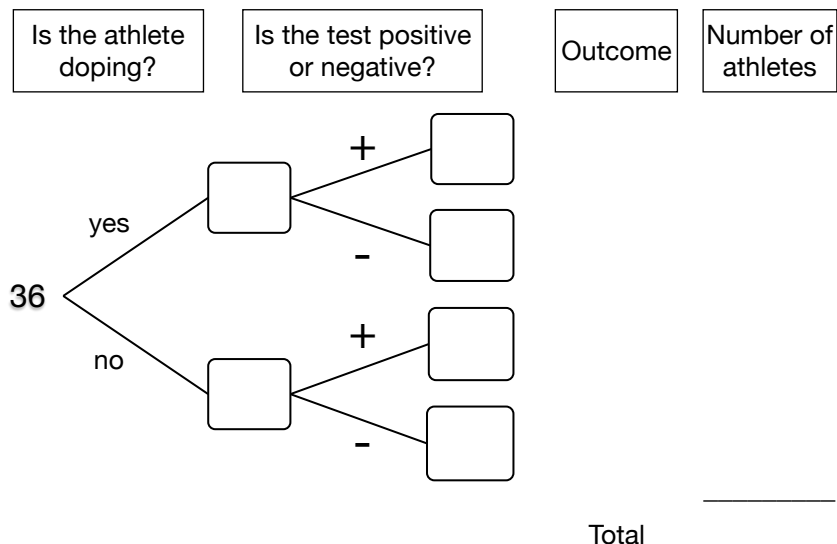 Is the athlete
doping?
Is the test positive
or negative?
Outcome
Number of
athletes
+
yes
-
36
+
no
-
Total